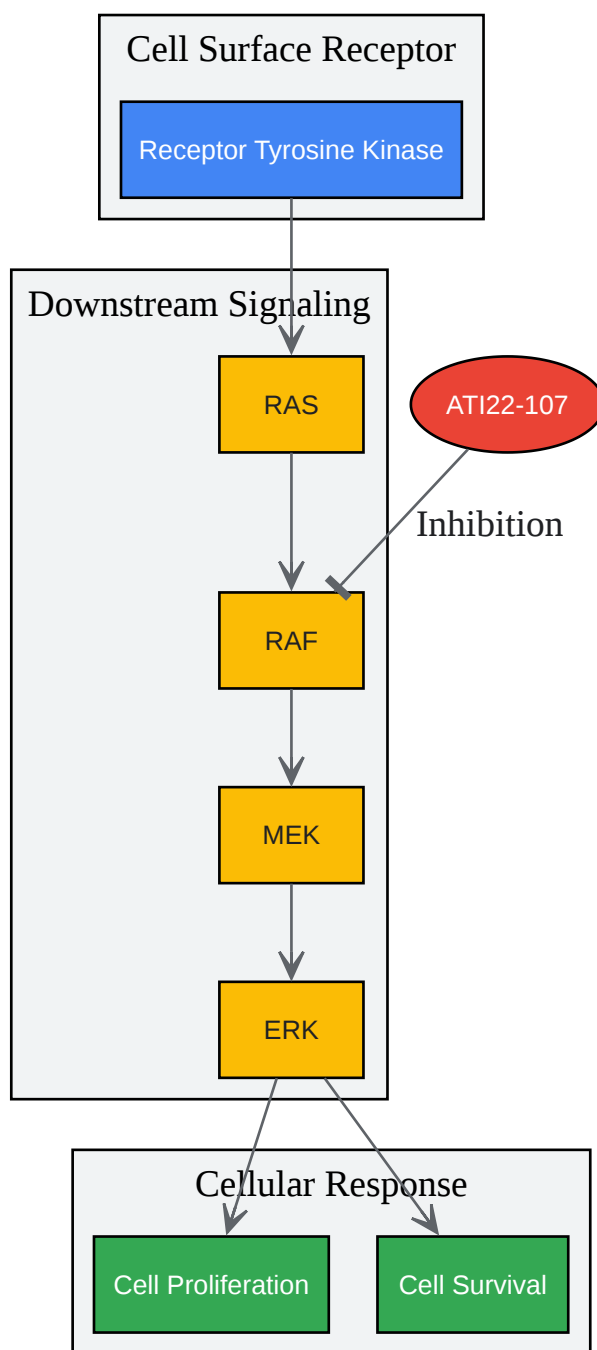 Cell Surface Receptor
Receptor Tyrosine Kinase
Downstream Signaling
RAS
ATI22-107
Inhibition
RAF
MEK
ERK
Cellular Response
Cell Proliferation
Cell Survival